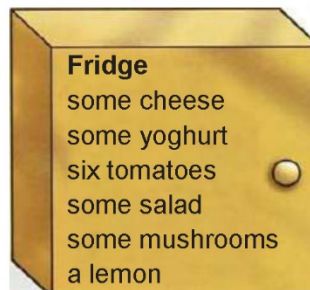 Fridge
some cheese
some yoghurt
six tomatoes
some salad
some mushrooms
a lemon